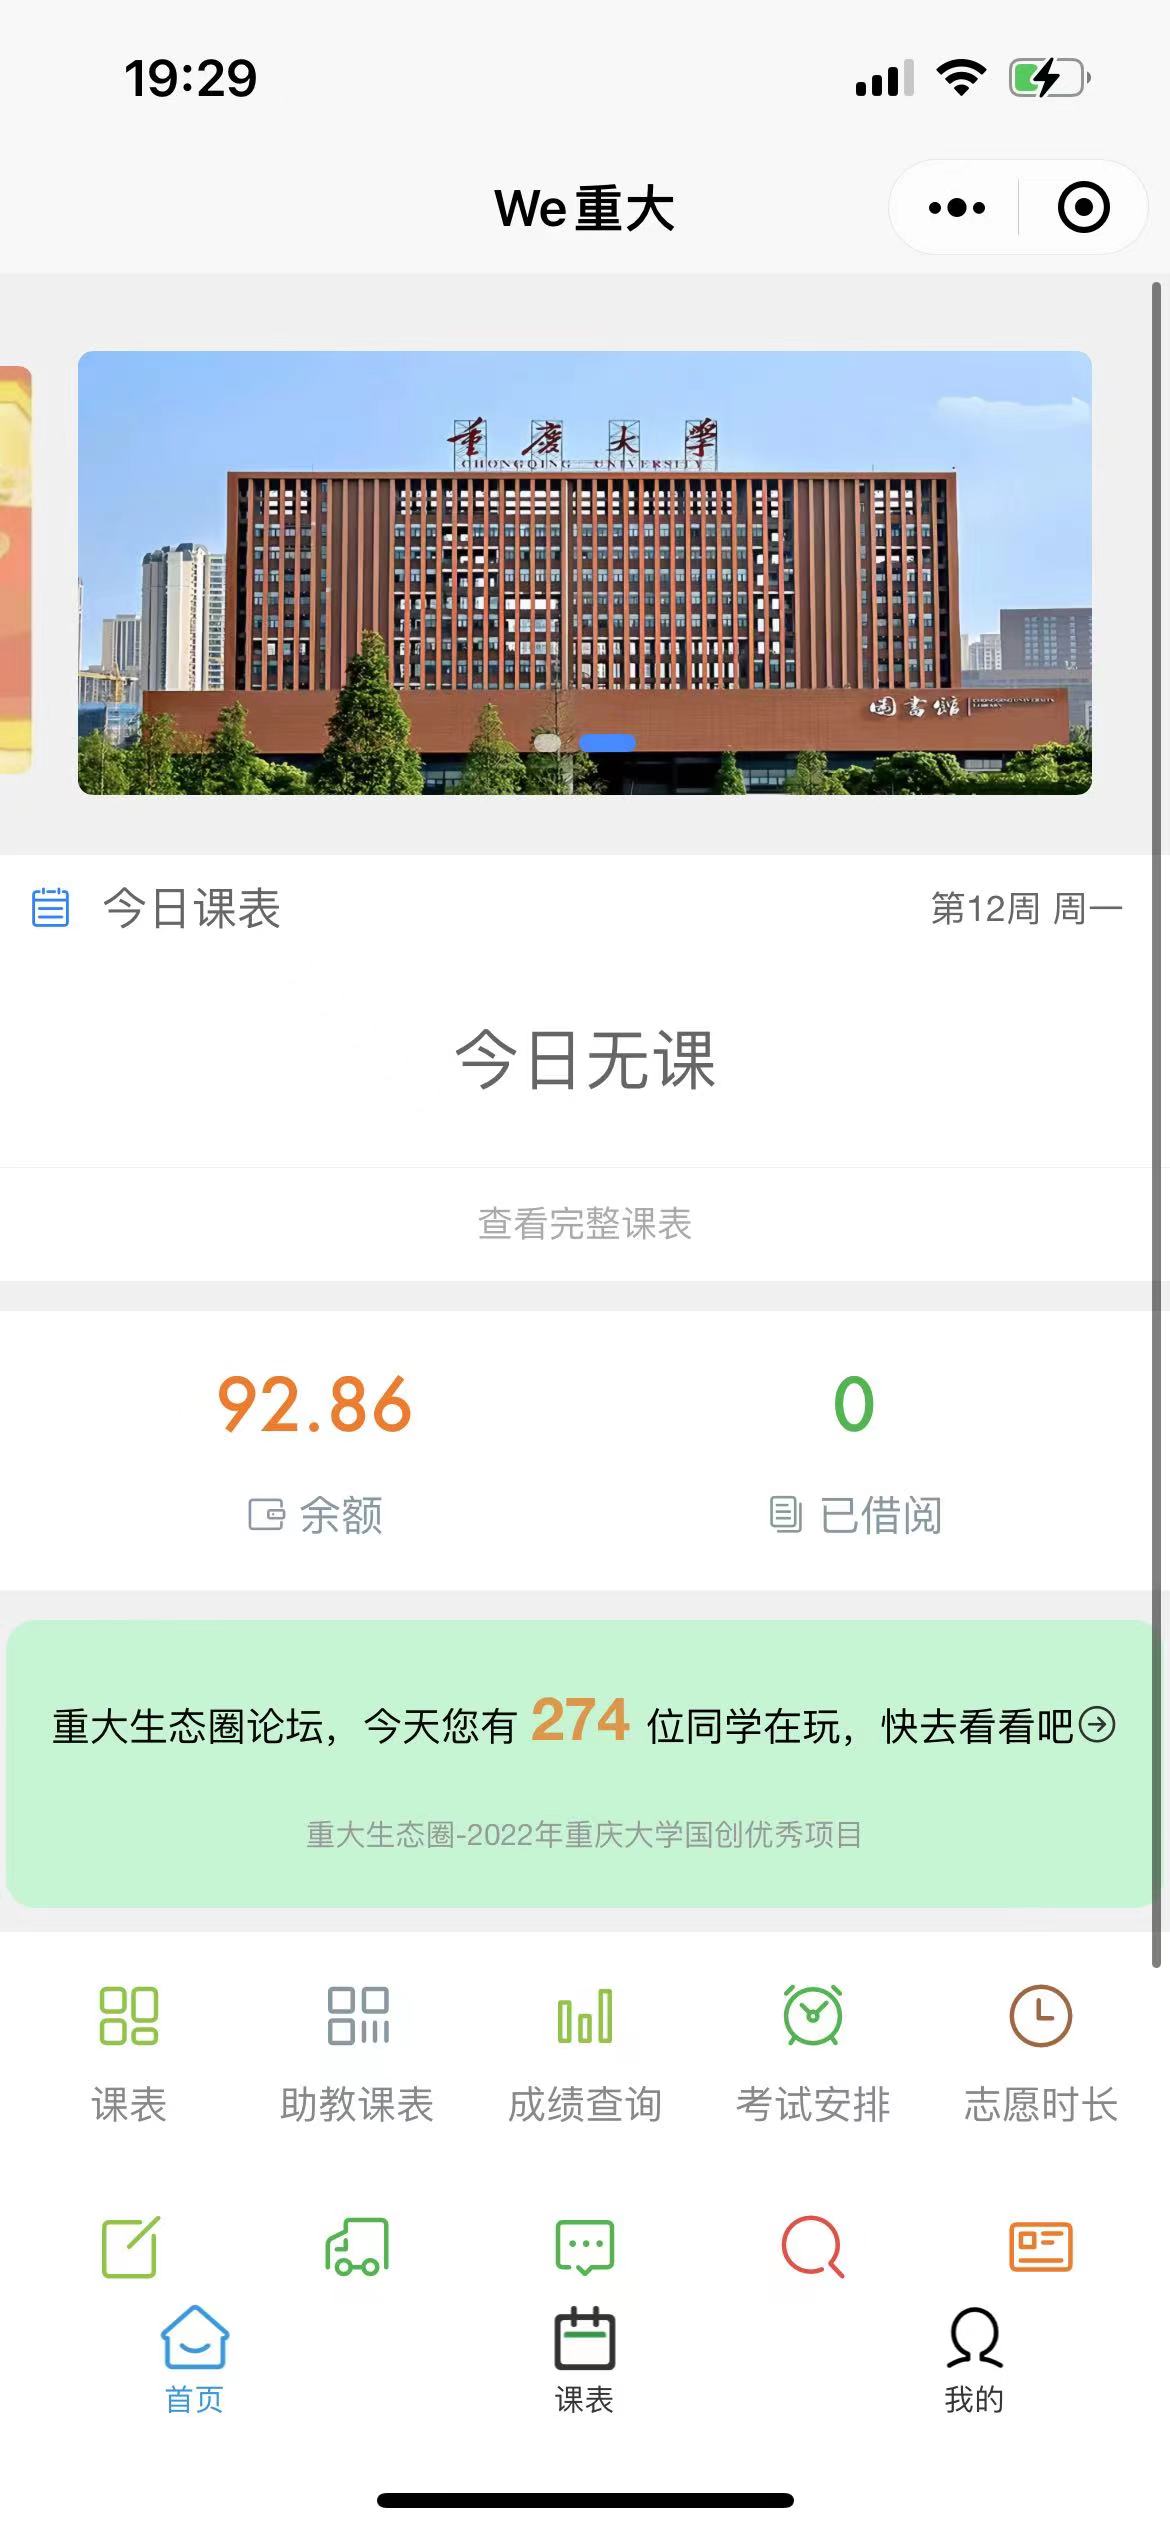 19:29
We重大
重庆大学
CHONGQING UNIVERSITY
圖書館
CHONGQING UNIVERSITY
LIBRARY
今日课表
第12周 周一
今日无课
查看完整课表
92.86
0
余额
已借阅
重大生态圈论坛，今天您有 274 位同学在玩，快去看看吧
重大生态圈-2022年重庆大学国创优秀项目
课表
助教课表
成绩查询
考试安排
志愿时长
首页
课表
我的